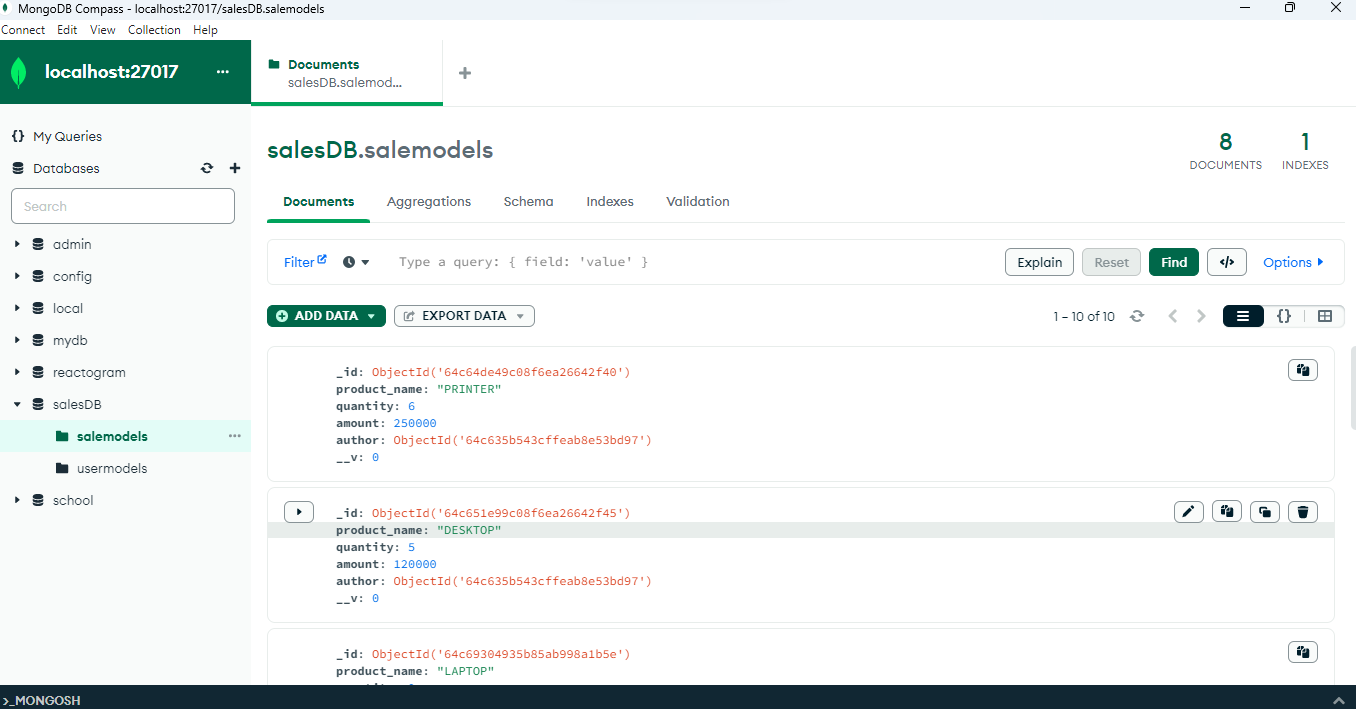 MongoDB Compass - localhost:27017/salesDB.salemodels
Connect Edit View Collection Help
localhost:27017 ...
Documents
salesDB.salemod...
+
{} My Queries
Databases
Search
admin
config
local
mydb
reactogram
salesDB
salemodels ...
usermodels
school
salesDB.salemodels
8
DOCUMENTS
1
INDEXES
Documents Aggregations Schema Indexes Validation
Filter Type a query: { field: 'value' } Explain Reset Find </> Options
ADD DATA EXPORT DATA 1 – 10 of 10 {}
_id: ObjectId('64c64de49c08f6ea26642f40')
product_name: "PRINTER"
quantity: 6
amount: 250000
author: ObjectId('64c635b543cffeab8e53bd97')
__v: 0
_id: ObjectId('64c651e99c08f6ea26642f45')
product_name: "DESKTOP"
quantity: 5
amount: 120000
author: ObjectId('64c635b543cffeab8e53bd97')
__v: 0
_id: ObjectId('64c69304935b85ab998a1b5e')
product_name: "LAPTOP"
>_MONGOSH